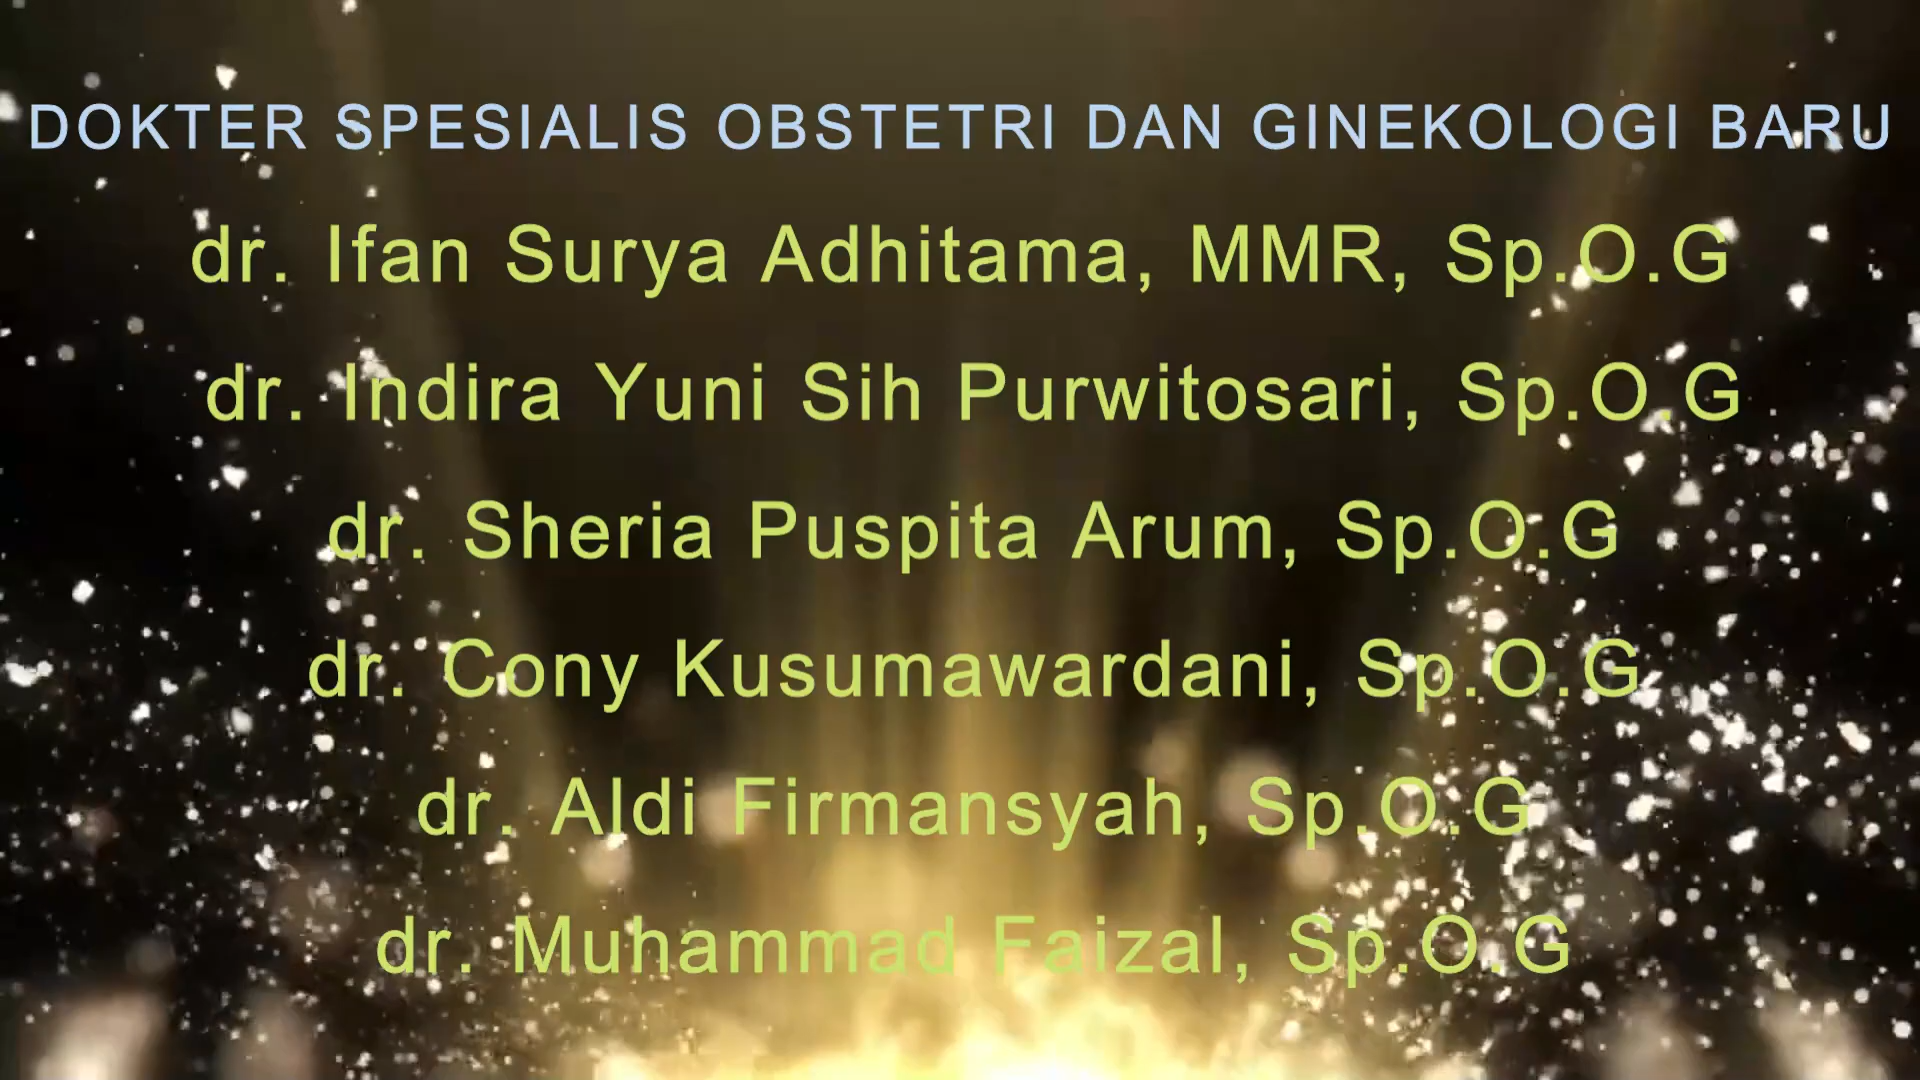 DOKTER SPESIALIS OBSTETRI DAN GINEKOLOGI BARU
dr. Ifan Surya Adhitama, MMR, Sp.O.G
dr. Indira Yuni Sih Purwitosari, Sp.O.G
dr. Sheria Puspita Arum, Sp.O.G
dr. Cony Kusumawardani, Sp.O.G
dr. Aldi Firmansyah, Sp.O.G
dr. Muhammad Faizal, Sp.O.G